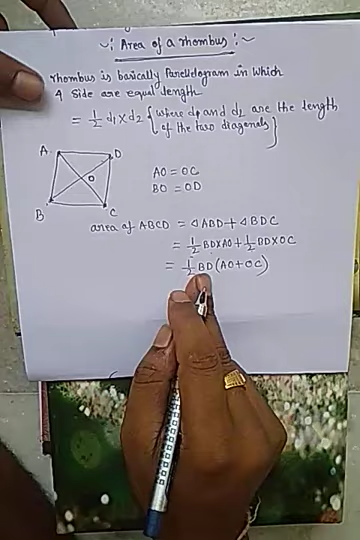 : Area of a rhombus :
rhombus is basically Parellelogram in which
4 side are equal length
= 1/2 d1 x d2 { where d1 and d2 are the length
of the two diagonals }
A
D
O
B
C
AO = OC
BO = OD
area of ABCD = △ABD + △BDC
= 1/2 BD x AO + 1/2 BD x OC
= 1/2 BD (AO + OC)